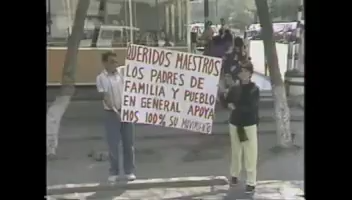 QUERIDOS MAESTROS
LOS PADRES DE
FAMILIA Y PUEBLO
EN GENERAL APOYA
MOS 100% SU MOVIMIENTO